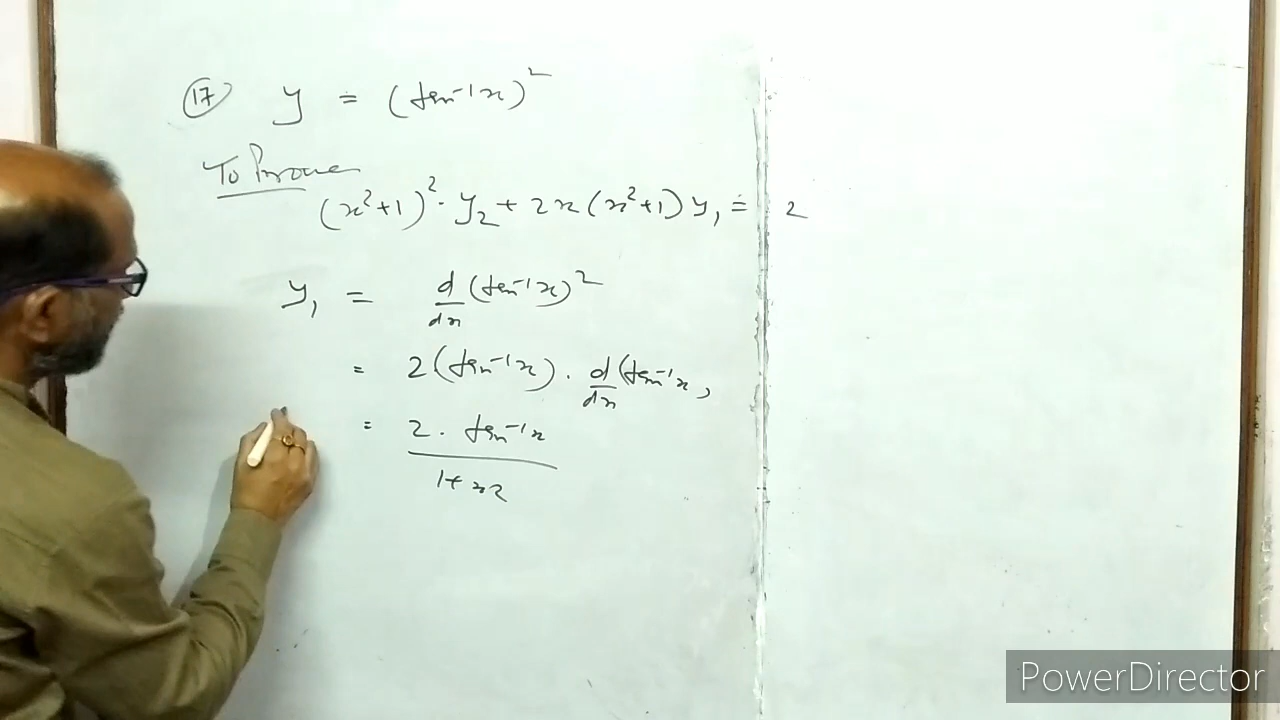 (17) y = (tan⁻¹x)²
To Prove
(x²+1)². y₂ + 2x(x²+1) y₁ = 2
y₁ = d/dx (tan⁻¹x)²
= 2(tan⁻¹x) . d/dx (tan⁻¹x)
= 2 . tan⁻¹x
1+x2
PowerDirector